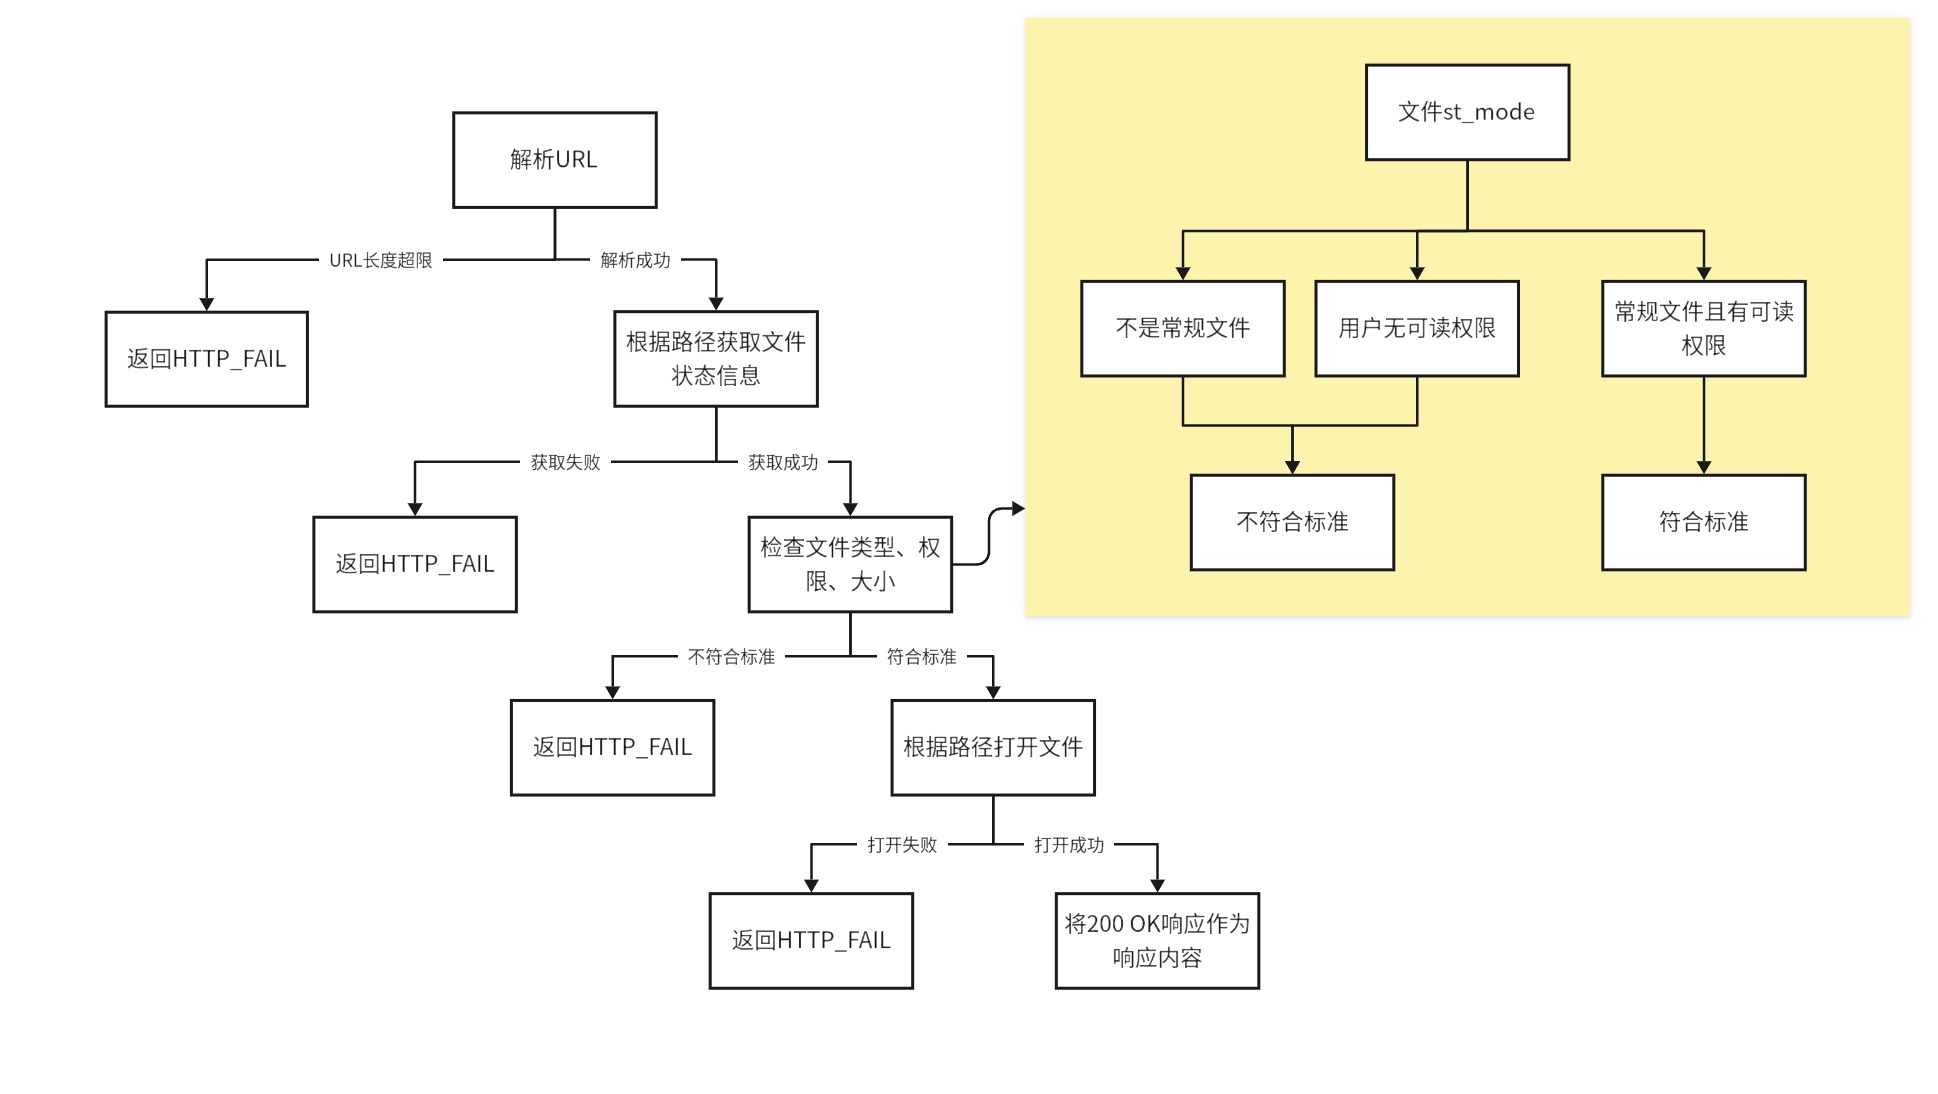 解析URL
URL长度超限
解析成功
返回HTTP_FAIL
根据路径获取文件
状态信息
获取失败
获取成功
返回HTTP_FAIL
检查文件类型、权
限、大小
不符合标准
符合标准
返回HTTP_FAIL
根据路径打开文件
打开失败
打开成功
返回HTTP_FAIL
将200 OK响应作为
响应内容
文件st_mode
不是常规文件
用户无可读权限
常规文件且有可读
权限
不符合标准
符合标准